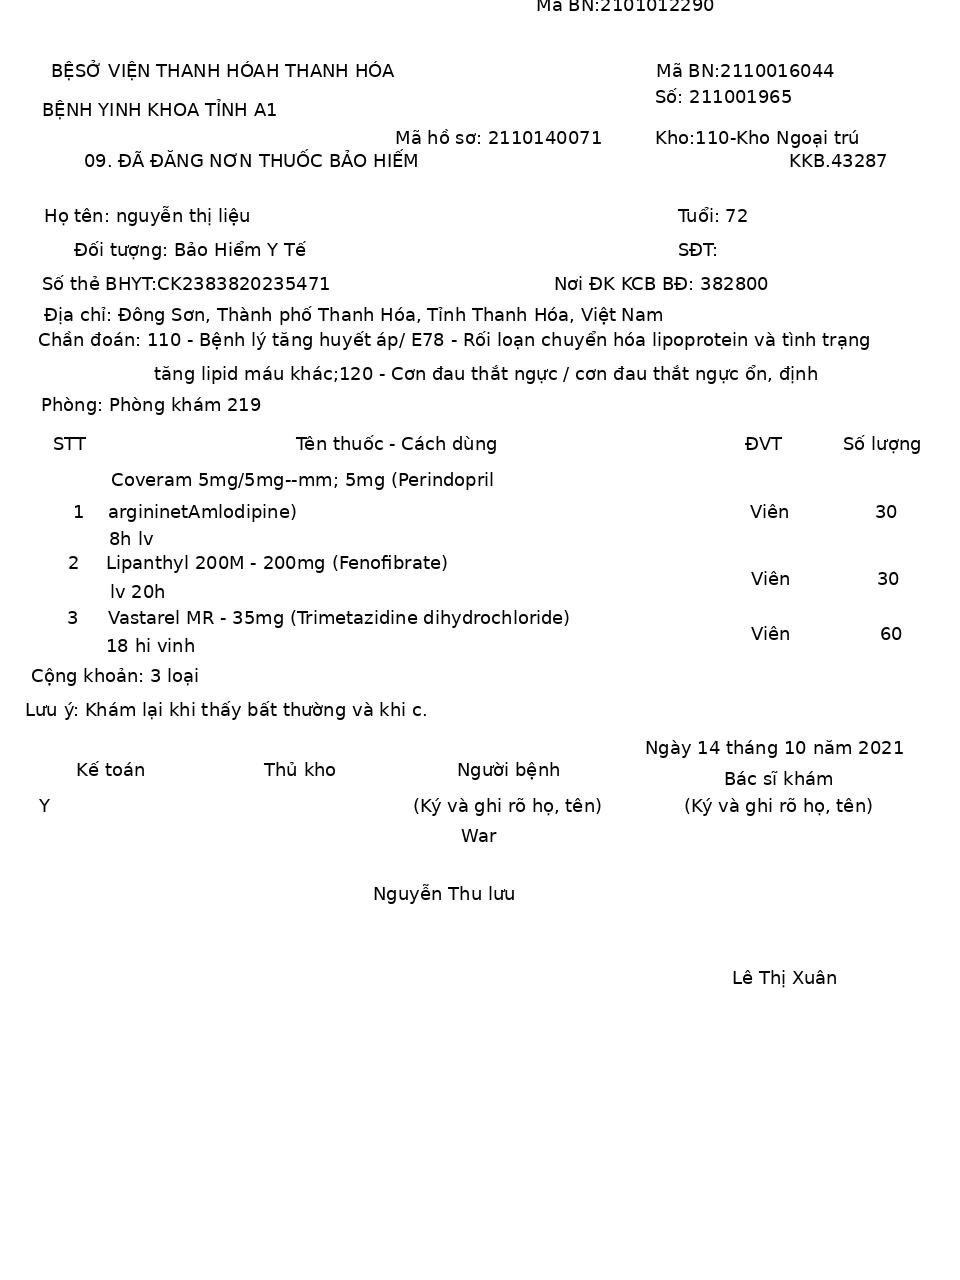 Mã BN:2101012290
BỆSỞ VIỆN THANH HÓAH THANH HÓA
Mã BN:2110016044
Số: 211001965
BỆNH YINH KHOA TỈNH A1
Mã hồ sơ: 2110140071
Kho:110-Kho Ngoại trú
09. ĐÃ ĐĂNG NƠN THUỐC BẢO HIẾM
KKB.43287
Họ tên: nguyễn thị liệu
Tuổi: 72
Đối tượng: Bảo Hiểm Y Tế
SĐT:
Số thẻ BHYT:CK2383820235471
Nơi ĐK KCB BĐ: 382800
Địa chỉ: Đông Sơn, Thành phố Thanh Hóa, Tỉnh Thanh Hóa, Việt Nam
Chần đoán: 110 - Bệnh lý tăng huyết áp/ E78 - Rối loạn chuyển hóa lipoprotein và tình trạng
tăng lipid máu khác;120 - Cơn đau thắt ngực / cơn đau thắt ngực ổn, định
Phòng: Phòng khám 219
STT
Tên thuốc - Cách dùng
ĐVT
Số lượng
Coveram 5mg/5mg--mm; 5mg (Perindopril
1
argininetAmlodipine)
Viên
30
8h lv
2
Lipanthyl 200M - 200mg (Fenofibrate)
Viên
30
lv 20h
3
Vastarel MR - 35mg (Trimetazidine dihydrochloride)
Viên
60
18 hi vinh
Cộng khoản: 3 loại
Lưu ý: Khám lại khi thấy bất thường và khi c.
Ngày 14 tháng 10 năm 2021
Kế toán
Thủ kho
Người bệnh
Bác sĩ khám
Y
(Ký và ghi rõ họ, tên)
(Ký và ghi rõ họ, tên)
War
Nguyễn Thu lưu
Lê Thị Xuân